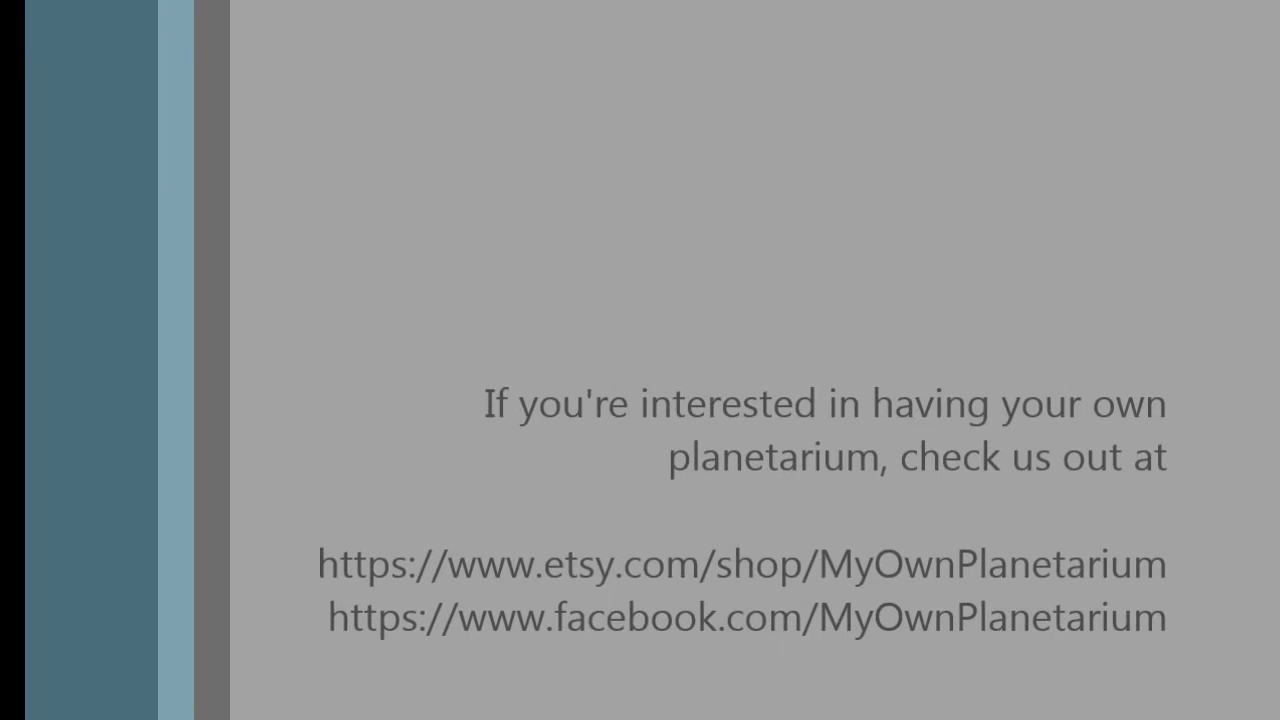 If you're interested in having your own
planetarium, check us out at
https://www.etsy.com/shop/MyOwnPlanetarium
https://www.facebook.com/MyOwnPlanetarium